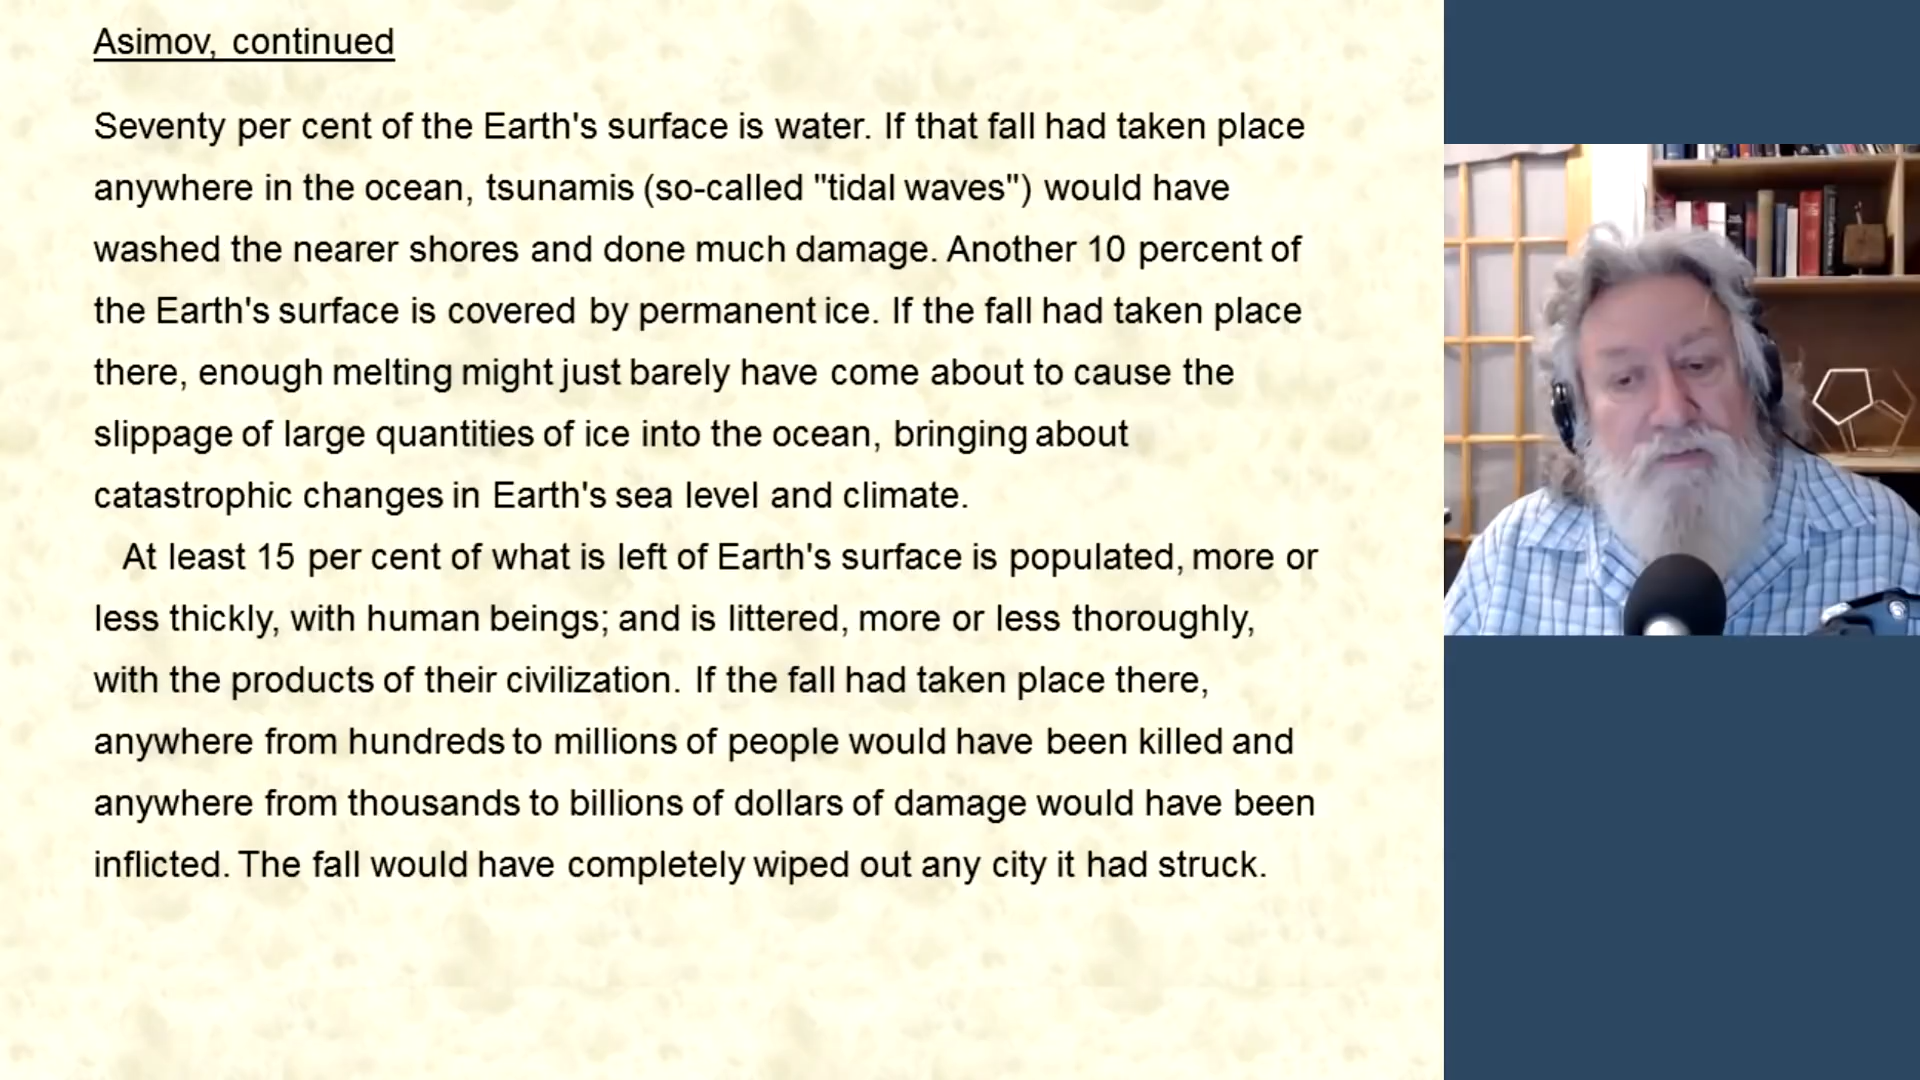 Asimov, continued
Seventy per cent of the Earth's surface is water. If that fall had taken place
anywhere in the ocean, tsunamis (so-called "tidal waves") would have
washed the nearer shores and done much damage. Another 10 percent of
the Earth's surface is covered by permanent ice. If the fall had taken place
there, enough melting might just barely have come about to cause the
slippage of large quantities of ice into the ocean, bringing about
catastrophic changes in Earth's sea level and climate.
At least 15 per cent of what is left of Earth's surface is populated, more or
less thickly, with human beings; and is littered, more or less thoroughly,
with the products of their civilization. If the fall had taken place there,
anywhere from hundreds to millions of people would have been killed and
anywhere from thousands to billions of dollars of damage would have been
inflicted. The fall would have completely wiped out any city it had struck.